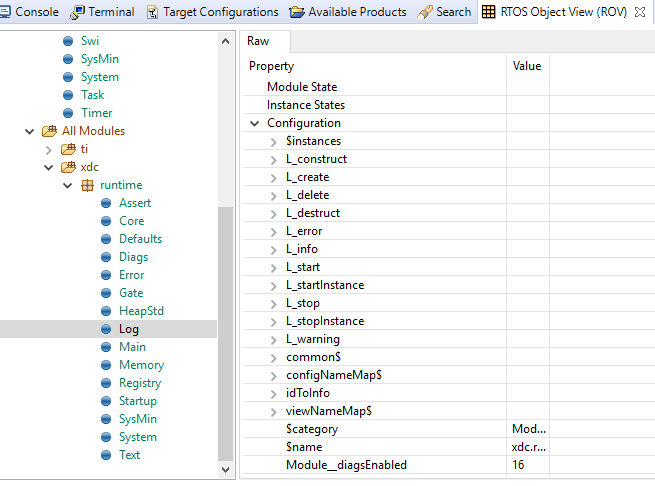 Console Terminal Target Configurations Available Products Search RTOS Object View (ROV)
Swi
SysMin
System
Task
Timer
All Modules
ti
xdc
runtime
Assert
Core
Defaults
Diags
Error
Gate
HeapStd
Log
Main
Memory
Registry
Startup
SysMin
System
Text
Raw
Property Value
Module State
Instance States
Configuration
$instances
L_construct
L_create
L_delete
L_destruct
L_error
L_info
L_start
L_startInstance
L_stop
L_stopInstance
L_warning
common$
configNameMap$
idToInfo
viewNameMap$
$category Mod...
$name xdc.r...
Module__diagsEnabled 16